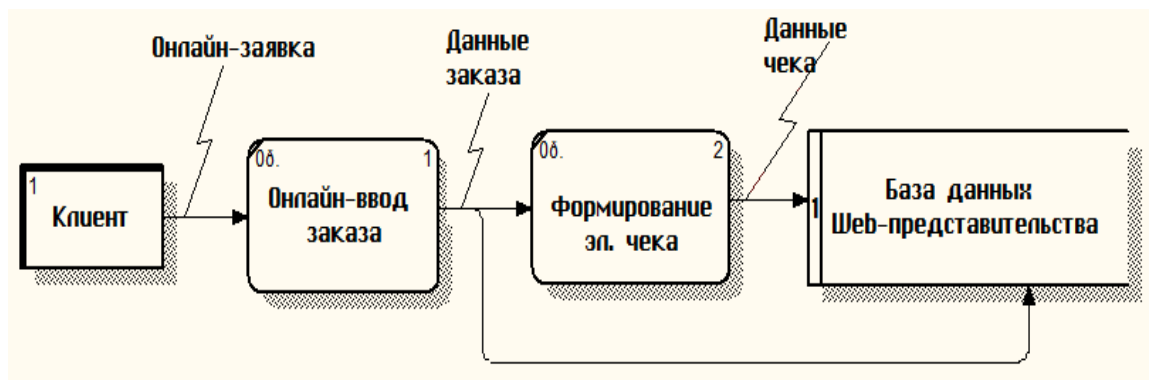 Онлайн-заявка
Данные
заказа
Данные
чека
1
Клиент
0д. 1
Онлайн-ввод
заказа
0д. 2
Формирование
эл. чека
1
База данных
Web-представительства